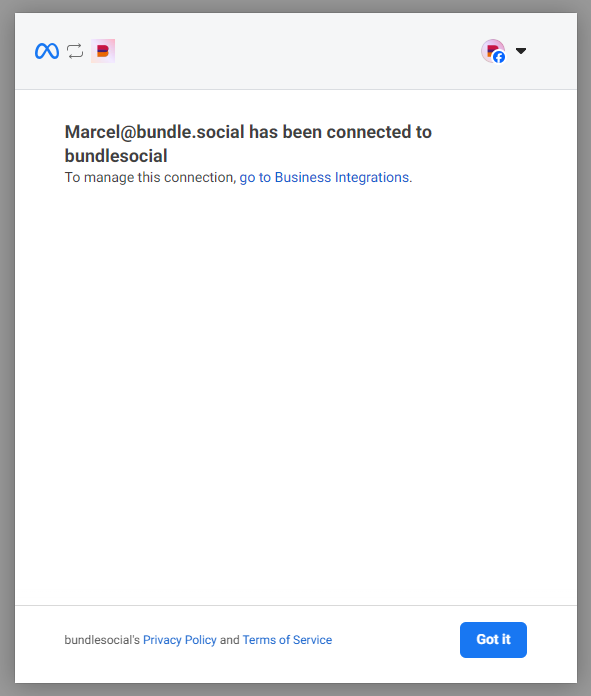 Marcel@bundle.social has been connected to
bundlesocial
To manage this connection, go to Business Integrations.
bundlesocial's Privacy Policy and Terms of Service
Got it